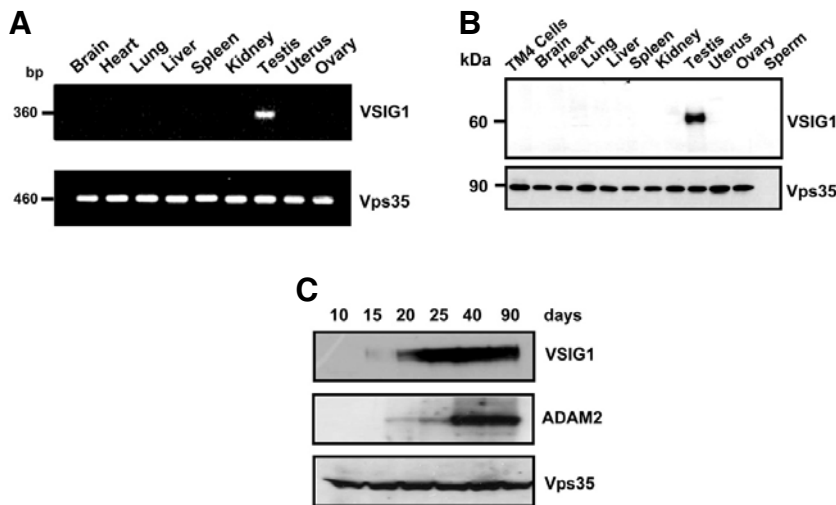 A
bp
Brain Heart Lung Liver Spleen Kidney Testis Uterus Ovary
360
VSIG1
460
Vps35
B
kDa
TM4 Cells Brain Heart Lung Liver Spleen Kidney Testis Uterus Ovary Sperm
60
VSIG1
90
Vps35
C
10 15 20 25 40 90 days
VSIG1
ADAM2
Vps35